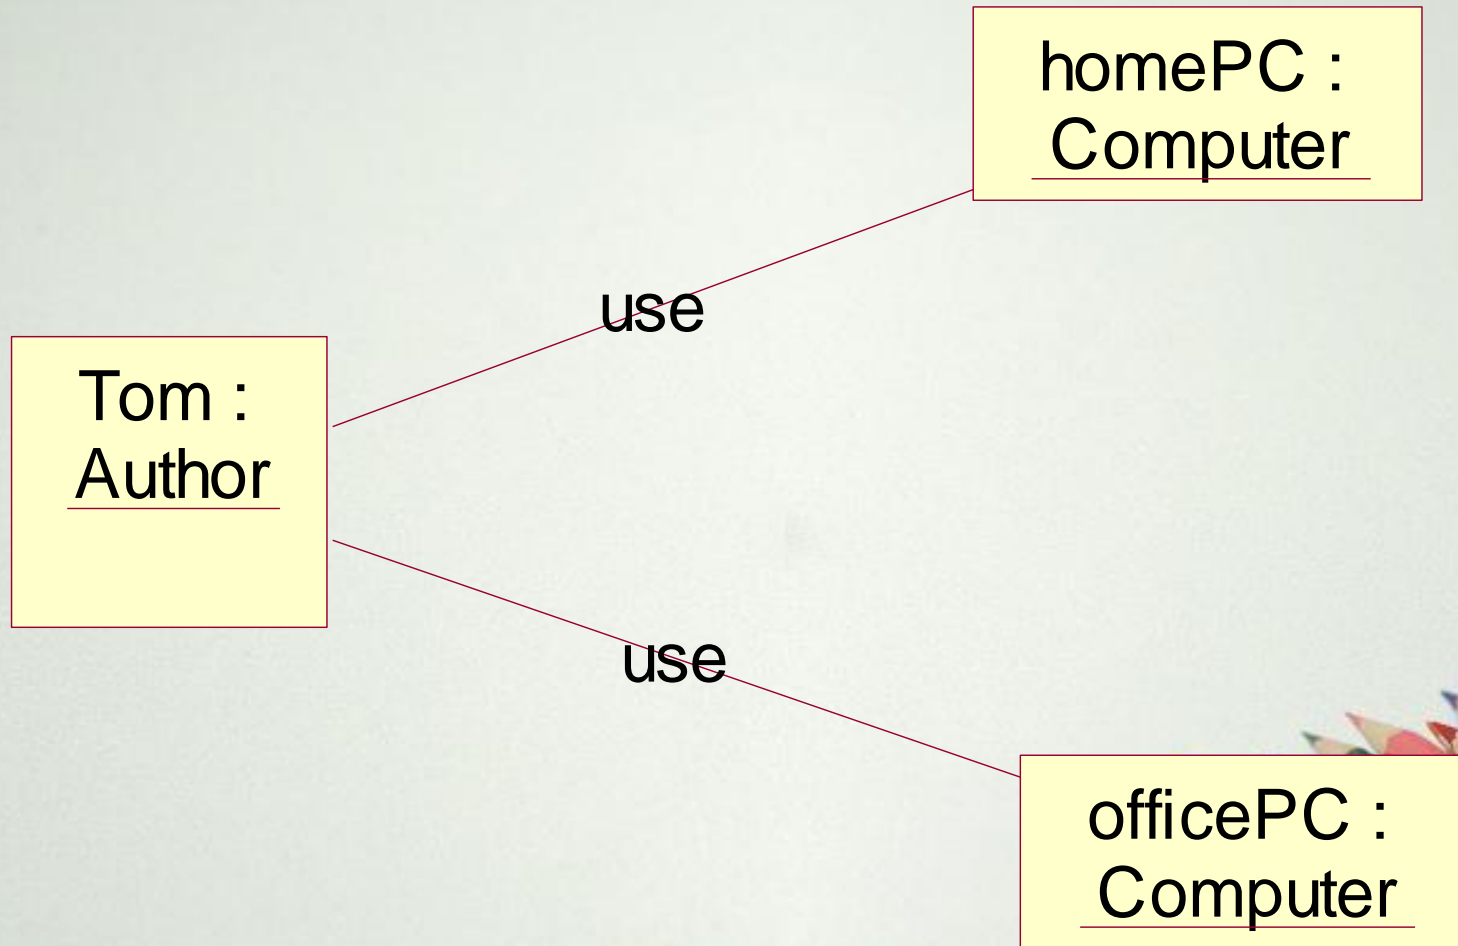 homePC :
Computer
use
Tom :
Author
use
officePC :
Computer